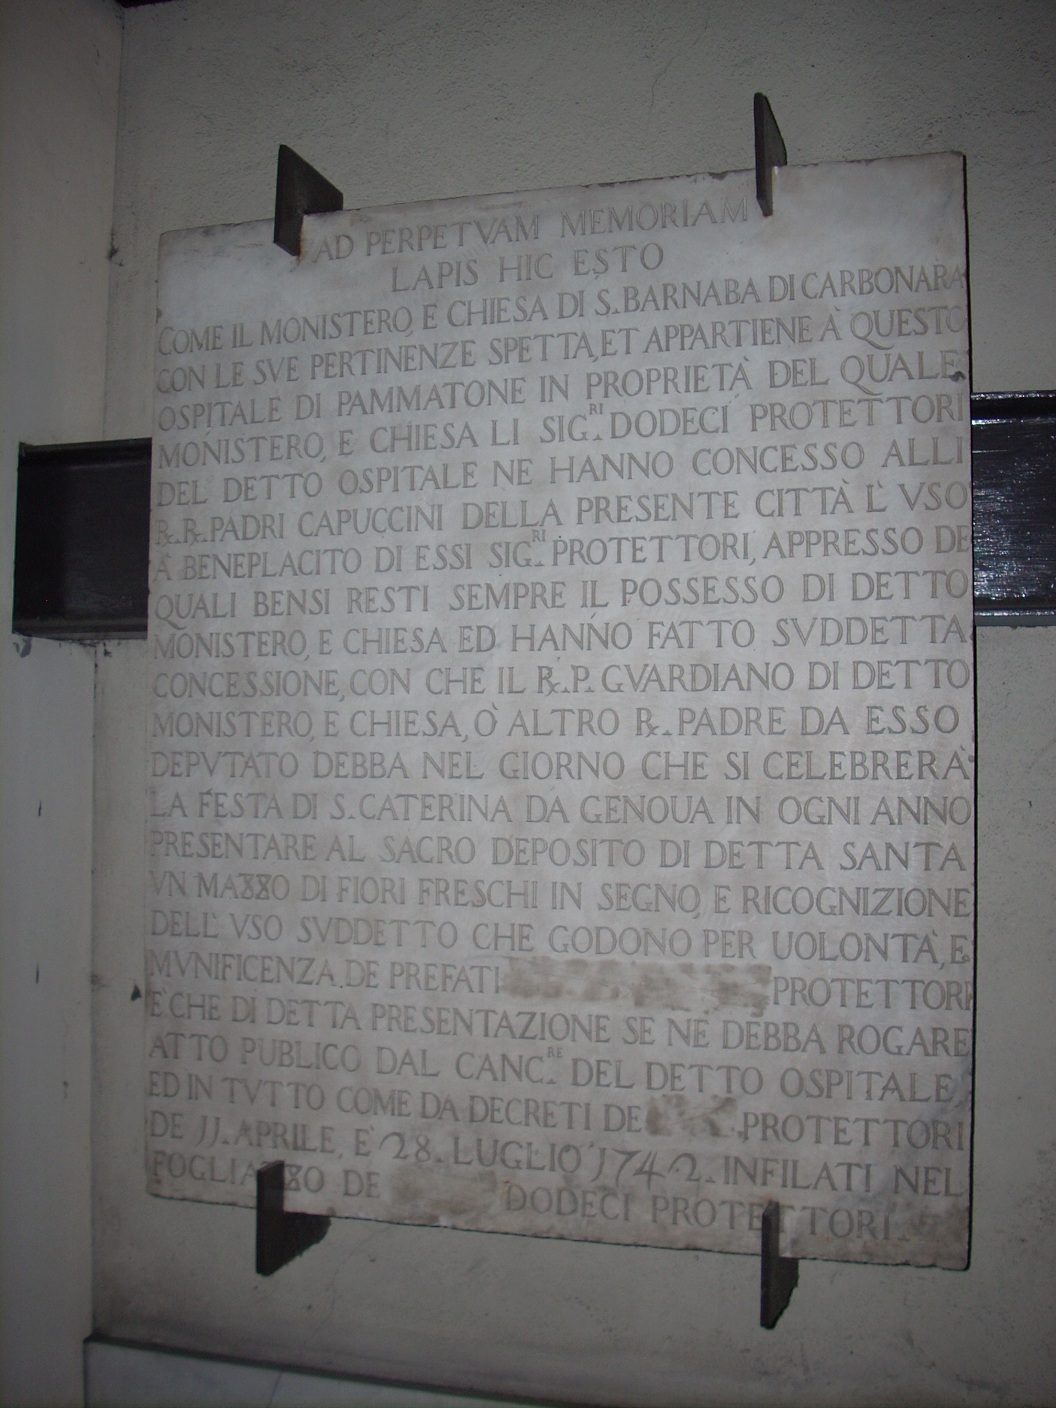 AD PERPETVAM MEMORIAM
LAPIS HIC ESTO
COME IL MONISTERO, E CHIESA DI S. BARNABA DI CARBONARA
CON LE SVE PERTINENZE SPETTA, ET APPARTIENE À QUESTO
OSPITALE DI PAMMATONE IN PROPRIETÀ, DEL QUALE
MONISTERO, E CHIESA LI SIG.RI DODECI PROTETTORI
DEL DETTO OSPITALE NE HANNO CONCESSO ALLI
R.R. PADRI CAPUCCINI DELLA PRESENTE CITTÀ L'VSO
À BENEPLACITO DI ESSI SIG.RI PROTETTORI, APPRESSO DE
QUALI BENSI RESTI SEMPRE IL POSSESSO DI DETTO
MONISTERO, E CHIESA, ED HANNO FATTO SVDDETTA
CONCESSIONE, CON CHE IL R.P. GVARDIANO, DI DETTO
MONISTERO, E CHIESA, Ò ALTRO R. PADRE DA ESSO
DEPVTATO, DEBBA NEL GIORNO, CHE SI CELEBRERÀ
LA FESTA DI S. CATERINA DA GENOUA IN OGNI ANNO
PRESENTARE AL SACRO DEPOSITO DI DETTA SANTA
VN MAZZO DI FIORI FRESCHI IN SEGNO, E RICOGNIZIONE
DELL'VSO SUDDETTO, CHE GODONO PER UOLONTÀ, E
MVNIFICENZA DE PREFATI PROTETTORI
E CHE DI DETTA PRESENTAZIONE SE NE DEBBA ROGARE
ATTO PUBLICO DAL CANC.RE DEL DETTO OSPITALE,
ED IN TVTTO, COME DA DECRETI DE PROTETTORI
DE JJ. APRILE, E 28. LUGLIO 1742. INFILATI NEL
FOGLIAZZO DE DODECI PROTETTORI.